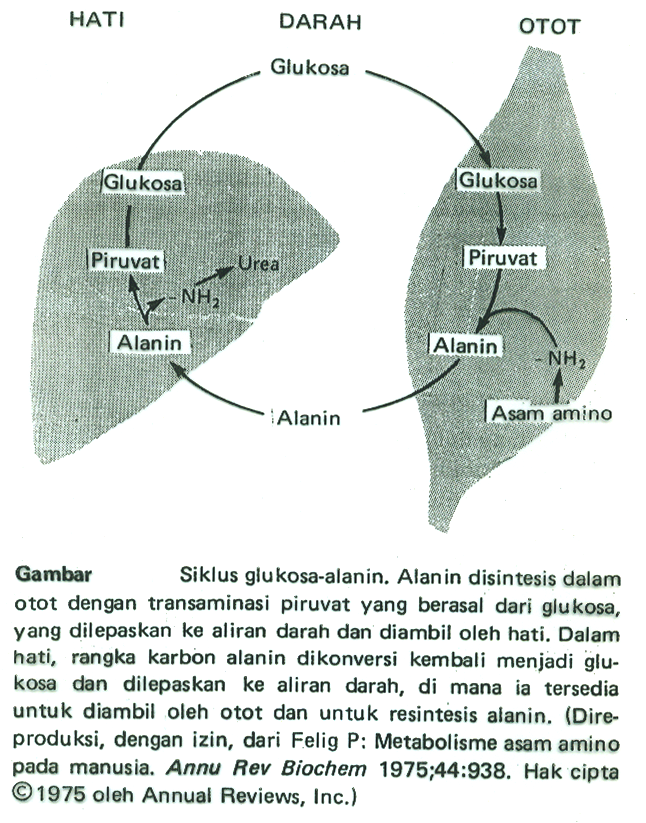 HATI DARAH OTOT
Glukosa
Glukosa Glukosa
Piruvat Urea Piruvat
-NH₂
Alanin Alanin
-NH₂
Alanin Asam amino
Gambar Siklus glukosa-alanin. Alanin disintesis dalam
otot dengan transaminasi piruvat yang berasal dari glukosa,
yang dilepaskan ke aliran darah dan diambil oleh hati. Dalam
hati, rangka karbon alanin dikonversi kembali menjadi glu-
kosa dan dilepaskan ke aliran darah, di mana ia tersedia
untuk diambil oleh otot dan untuk resintesis alanin. (Dire-
produksi, dengan izin, dari Felig P: Metabolisme asam amino
pada manusia. Annu Rev Biochem 1975;44:938. Hak cipta
©1975 oleh Annual Reviews, Inc.)